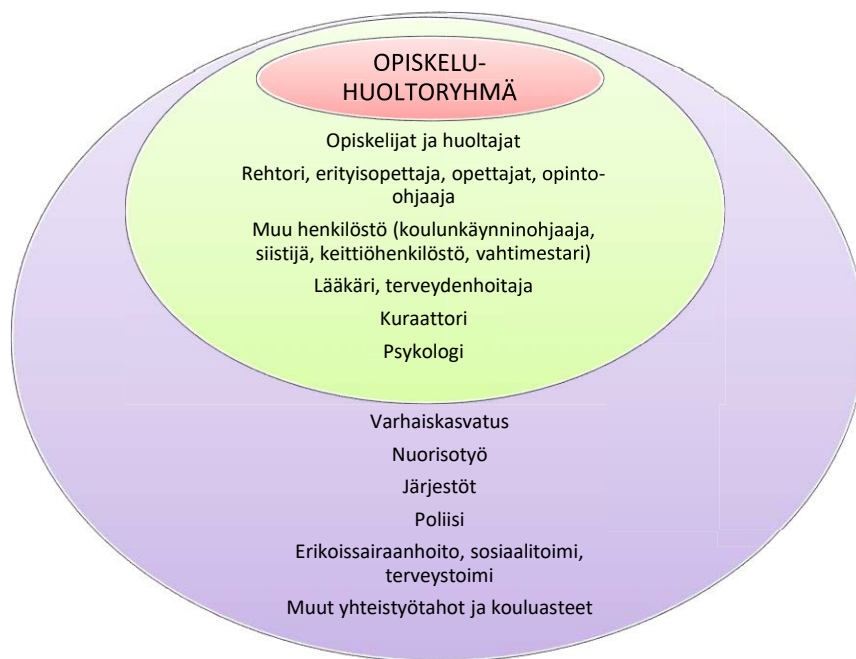 OPISKELU-
HUOLTORYHMÄ
Opiskelijat ja huoltajat
Rehtori, erityisopettaja, opettajat, opinto-
ohjaaja
Muu henkilöstö (koulunkäynninohjaaja,
siistijä, keittiöhenkilöstö, vahtimestari)
Lääkäri, terveydenhoitaja
Kuraattori
Psykologi
Varhaiskasvatus
Nuorisotyö
Järjestöt
Poliisi
Erikoissairaanhoito, sosiaalitoimi,
terveystoimi
Muut yhteistyötahot ja kouluasteet